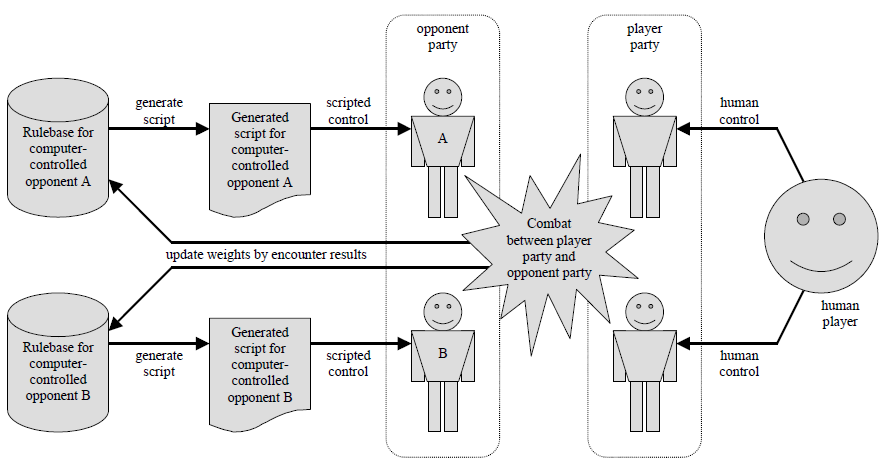 opponent
party
player
party
Rulebase for
computer-
controlled
opponent A
generate
script
Generated
script for
computer-
controlled
opponent A
scripted
control
A
human
control
Combat
between player
party and
opponent party
update weights by encounter results
human
player
Rulebase for
computer-
controlled
opponent B
generate
script
Generated
script for
computer-
controlled
opponent B
scripted
control
B
human
control